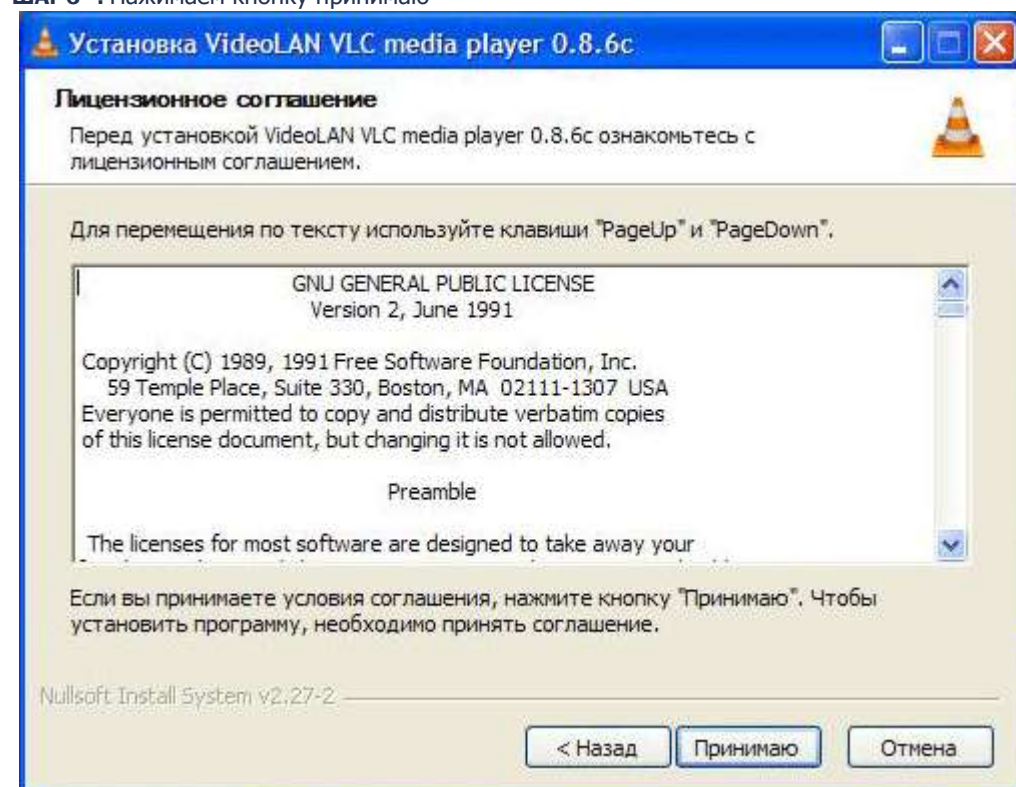 ШАГ 3 : Нажимаем кнопку принимаю
Установка VideoLAN VLC media player 0.8.6c
Лицензионное соглашение
Перед установкой VideoLAN VLC media player 0.8.6c ознакомьтесь с
лицензионным соглашением.
Для перемещения по тексту используйте клавиши "PageUp" и "PageDown".
GNU GENERAL PUBLIC LICENSE
Version 2, June 1991
Copyright (C) 1989, 1991 Free Software Foundation, Inc.
59 Temple Place, Suite 330, Boston, MA 02111-1307 USA
Everyone is permitted to copy and distribute verbatim copies
of this license document, but changing it is not allowed.
Preamble
The licenses for most software are designed to take away your
Если вы принимаете условия соглашения, нажмите кнопку "Принимаю". Чтобы
установить программу, необходимо принять соглашение.
Nullsoft Install System v2.27-2
< Назад
Принимаю
Отмена